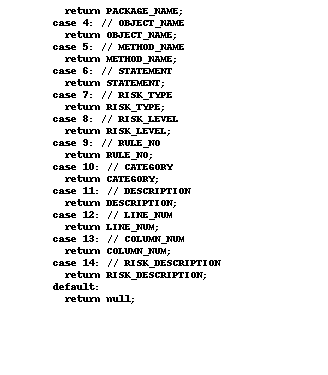 return PACKAGE_NAME;
case 4: // OBJECT_NAME
return OBJECT_NAME;
case 5: // METHOD_NAME
return METHOD_NAME;
case 6: // STATEMENT
return STATEMENT;
case 7: // RISK_TYPE
return RISK_TYPE;
case 8: // RISK_LEVEL
return RISK_LEVEL;
case 9: // RULE_NO
return RULE_NO;
case 10: // CATEGORY
return CATEGORY;
case 11: // DESCRIPTION
return DESCRIPTION;
case 12: // LINE_NUM
return LINE_NUM;
case 13: // COLUMN_NUM
return COLUMN_NUM;
case 14: // RISK_DESCRIPTION
return RISK_DESCRIPTION;
default:
return null;